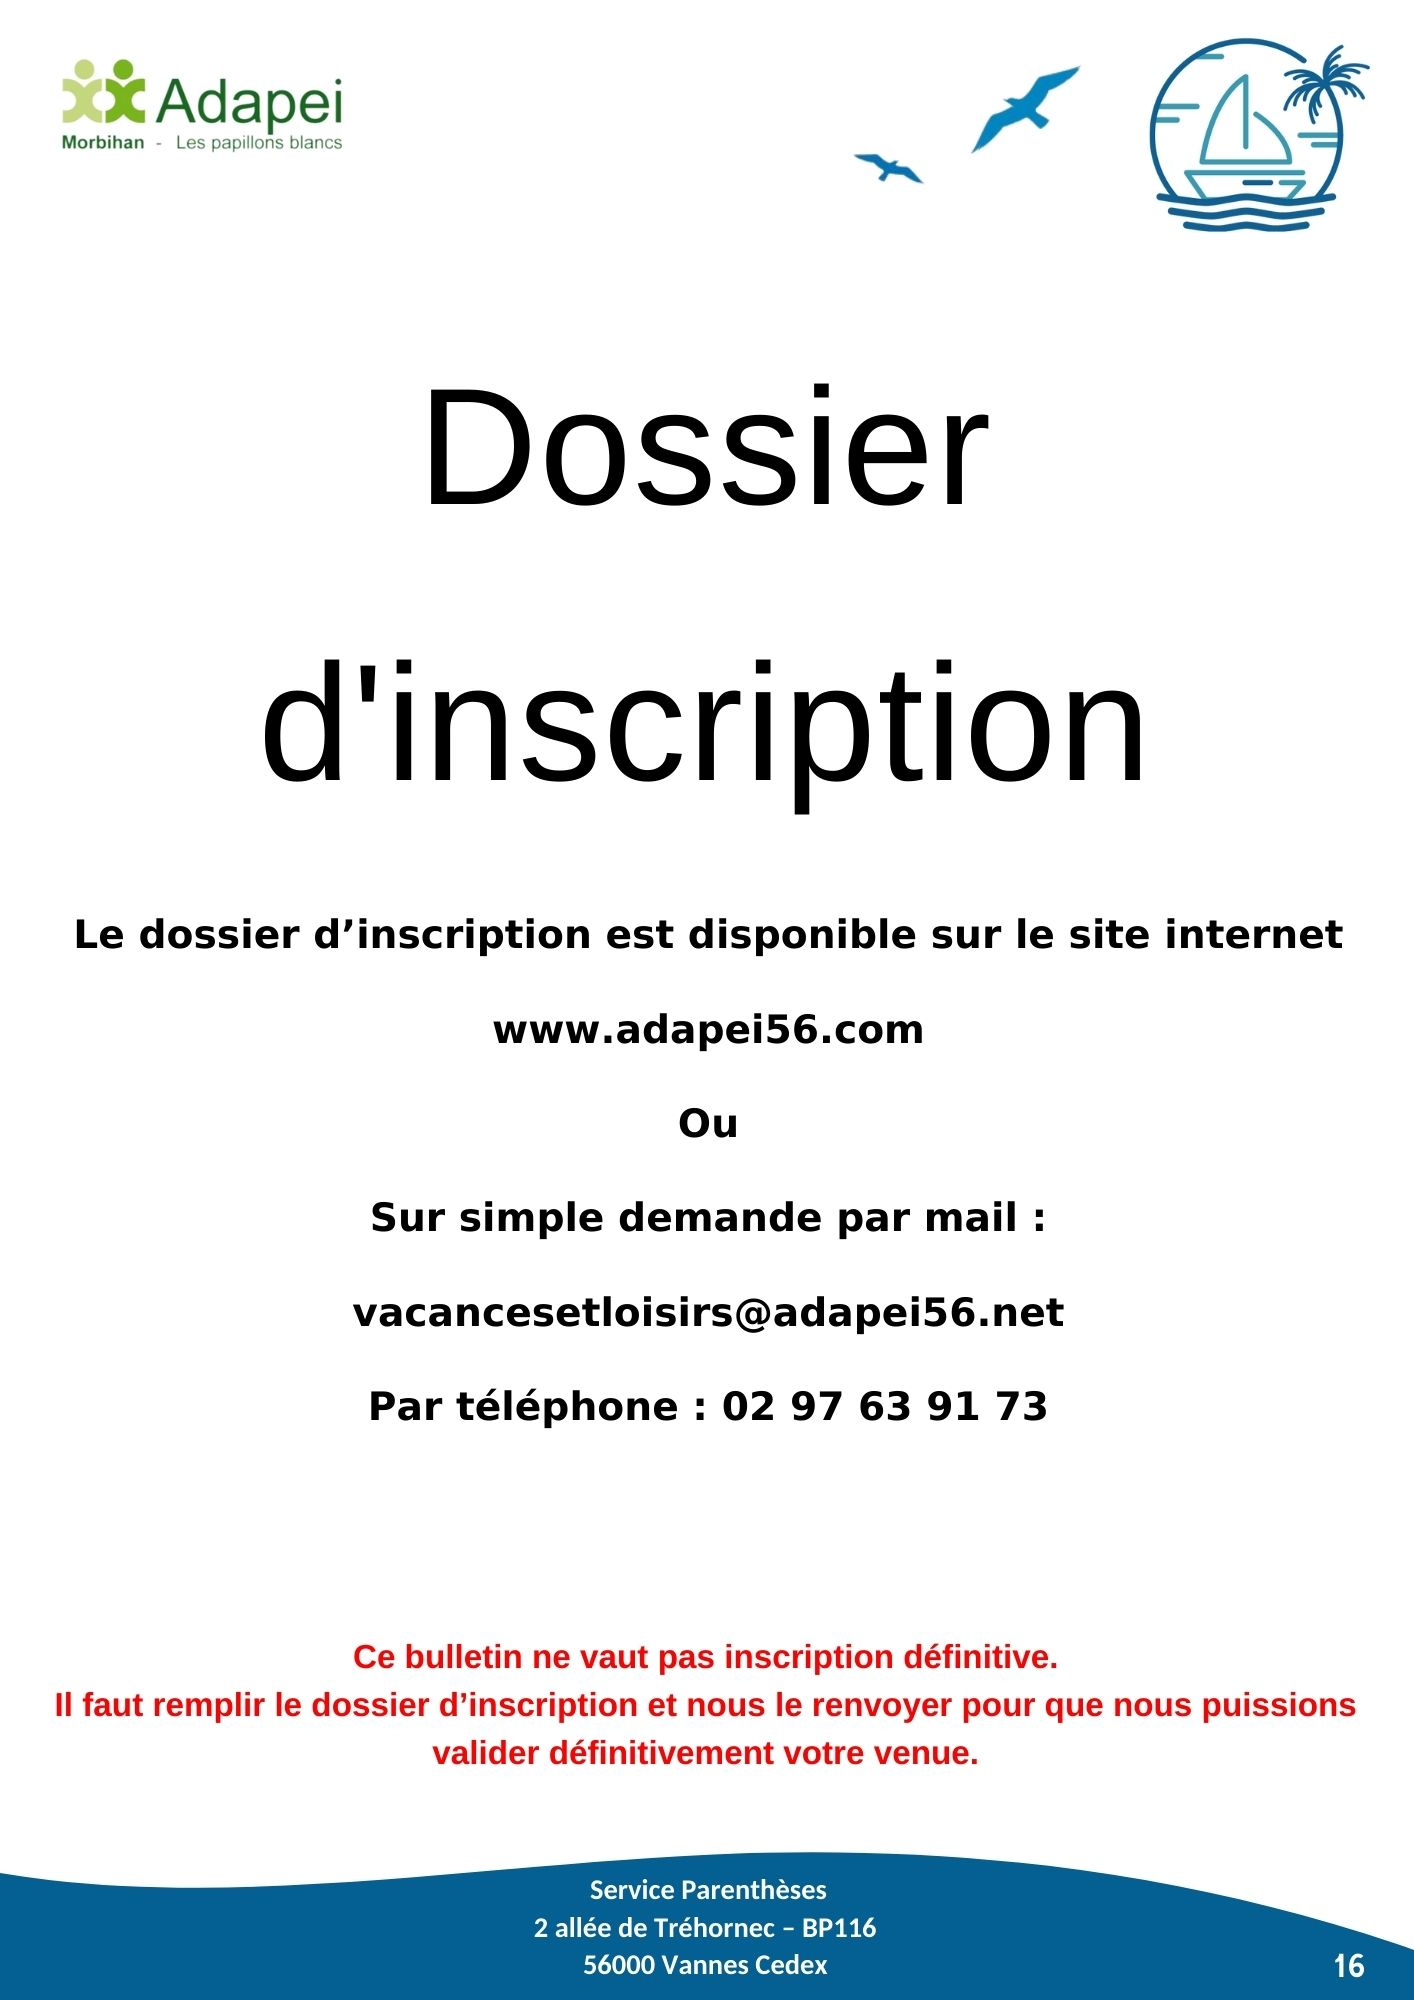 Adapei
Morbihan - Les papillons blancs
Dossier
d'inscription
Le dossier d’inscription est disponible sur le site internet
www.adapei56.com
Ou
Sur simple demande par mail :
vacancesetloisirs@adapei56.net
Par téléphone : 02 97 63 91 73
Ce bulletin ne vaut pas inscription définitive.
Il faut remplir le dossier d’inscription et nous le renvoyer pour que nous puissions
valider définitivement votre venue.
Service Parenthèses
2 allée de Tréhornec – BP116
56000 Vannes Cedex
16